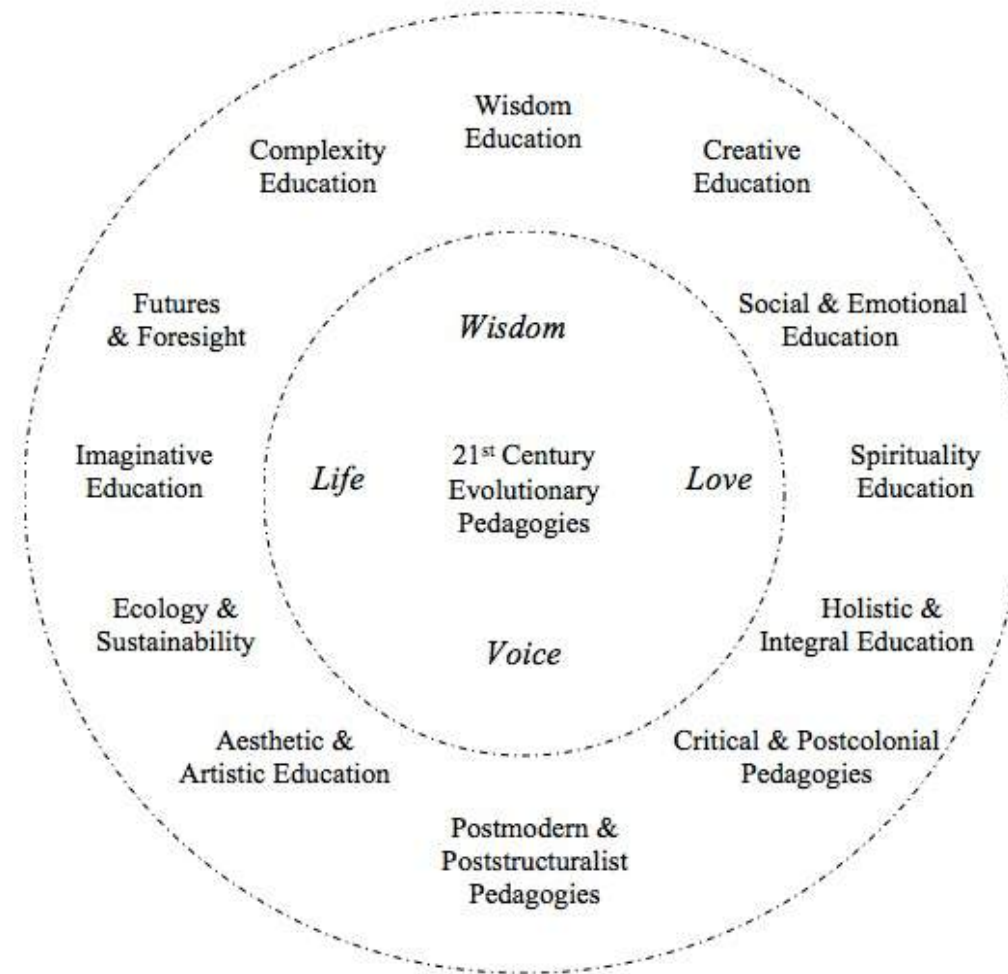 Wisdom
Education
Complexity
Education
Creative
Education
Futures
& Foresight
Wisdom
Social & Emotional
Education
Imaginative
Education
Life
21st Century
Evolutionary
Pedagogies
Love
Spirituality
Education
Ecology &
Sustainability
Voice
Holistic &
Integral Education
Aesthetic &
Artistic Education
Critical & Postcolonial
Pedagogies
Postmodern &
Poststructuralist
Pedagogies